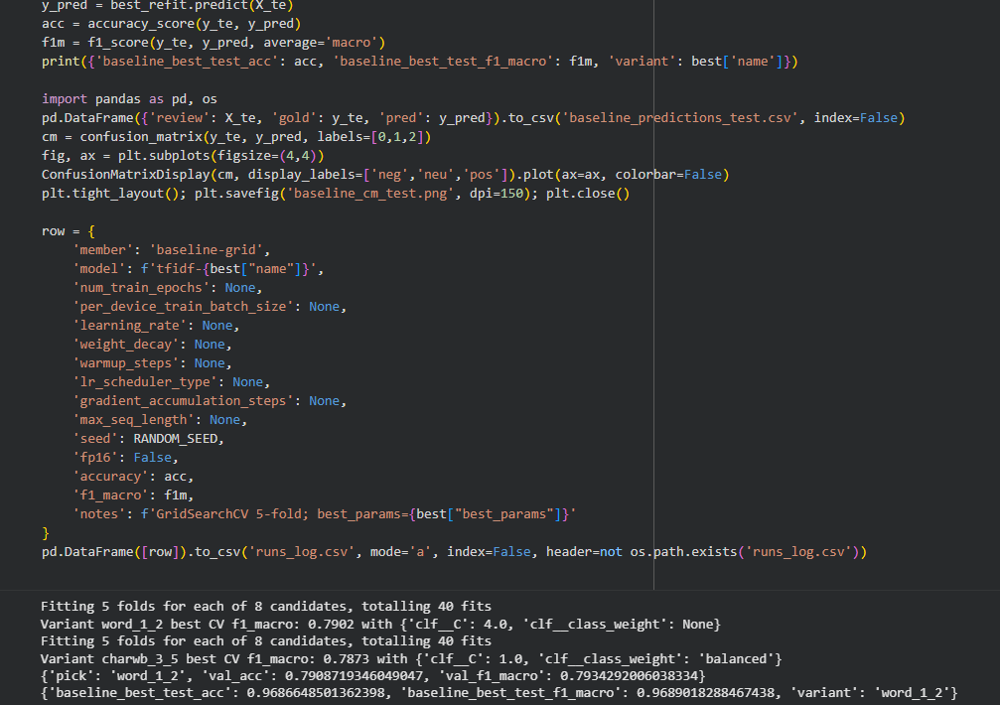 y_pred = best_refit.predict(X_te)
acc = accuracy_score(y_te, y_pred)
f1m = f1_score(y_te, y_pred, average='macro')
print({'baseline_best_test_acc': acc, 'baseline_best_test_f1_macro': f1m, 'variant': best['name']})

import pandas as pd, os
pd.DataFrame({'review': X_te, 'gold': y_te, 'pred': y_pred}).to_csv('baseline_predictions_test.csv', index=False)
cm = confusion_matrix(y_te, y_pred, labels=[0,1,2])
fig, ax = plt.subplots(figsize=(4,4))
ConfusionMatrixDisplay(cm, display_labels=['neg','neu','pos']).plot(ax=ax, colorbar=False)
plt.tight_layout(); plt.savefig('baseline_cm_test.png', dpi=150); plt.close()

row = {
    'member': 'baseline-grid',
    'model': f'tfidf-{best["name"]}',
    'num_train_epochs': None,
    'per_device_train_batch_size': None,
    'learning_rate': None,
    'weight_decay': None,
    'warmup_steps': None,
    'lr_scheduler_type': None,
    'gradient_accumulation_steps': None,
    'max_seq_length': None,
    'seed': RANDOM_SEED,
    'fp16': False,
    'accuracy': acc,
    'f1_macro': f1m,
    'notes': f'GridSearchCV 5-fold; best_params={best["best_params"]}'
}
pd.DataFrame([row]).to_csv('runs_log.csv', mode='a', index=False, header=not os.path.exists('runs_log.csv'))

Fitting 5 folds for each of 8 candidates, totalling 40 fits
Variant word_1_2 best CV f1_macro: 0.7902 with {'clf__C': 4.0, 'clf__class_weight': None}
Fitting 5 folds for each of 8 candidates, totalling 40 fits
Variant charwb_3_5 best CV f1_macro: 0.7873 with {'clf__C': 1.0, 'clf__class_weight': 'balanced'}
{'pick': 'word_1_2', 'val_acc': 0.7908719346049047, 'val_f1_macro': 0.7934292006038334}
{'baseline_best_test_acc': 0.9686648501362398, 'baseline_best_test_f1_macro': 0.9689018288467438, 'variant': 'word_1_2'}